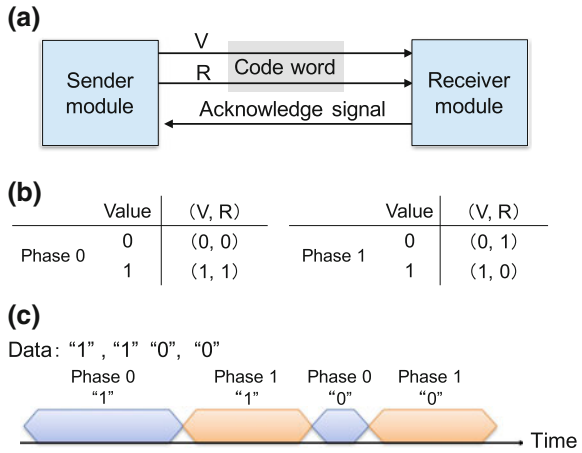 (a)
V
R
Code word
Sender module
Receiver module
Acknowledge signal
(b)
Value (V, R)
Phase 0
0 (0, 0)
1 (1, 1)
Value (V, R)
Phase 1
0 (0, 1)
1 (1, 0)
(c)
Data: “1” , “1” “0”, “0”
Phase 0 “1”
Phase 1 “1”
Phase 0 “0”
Phase 1 “0”
Time